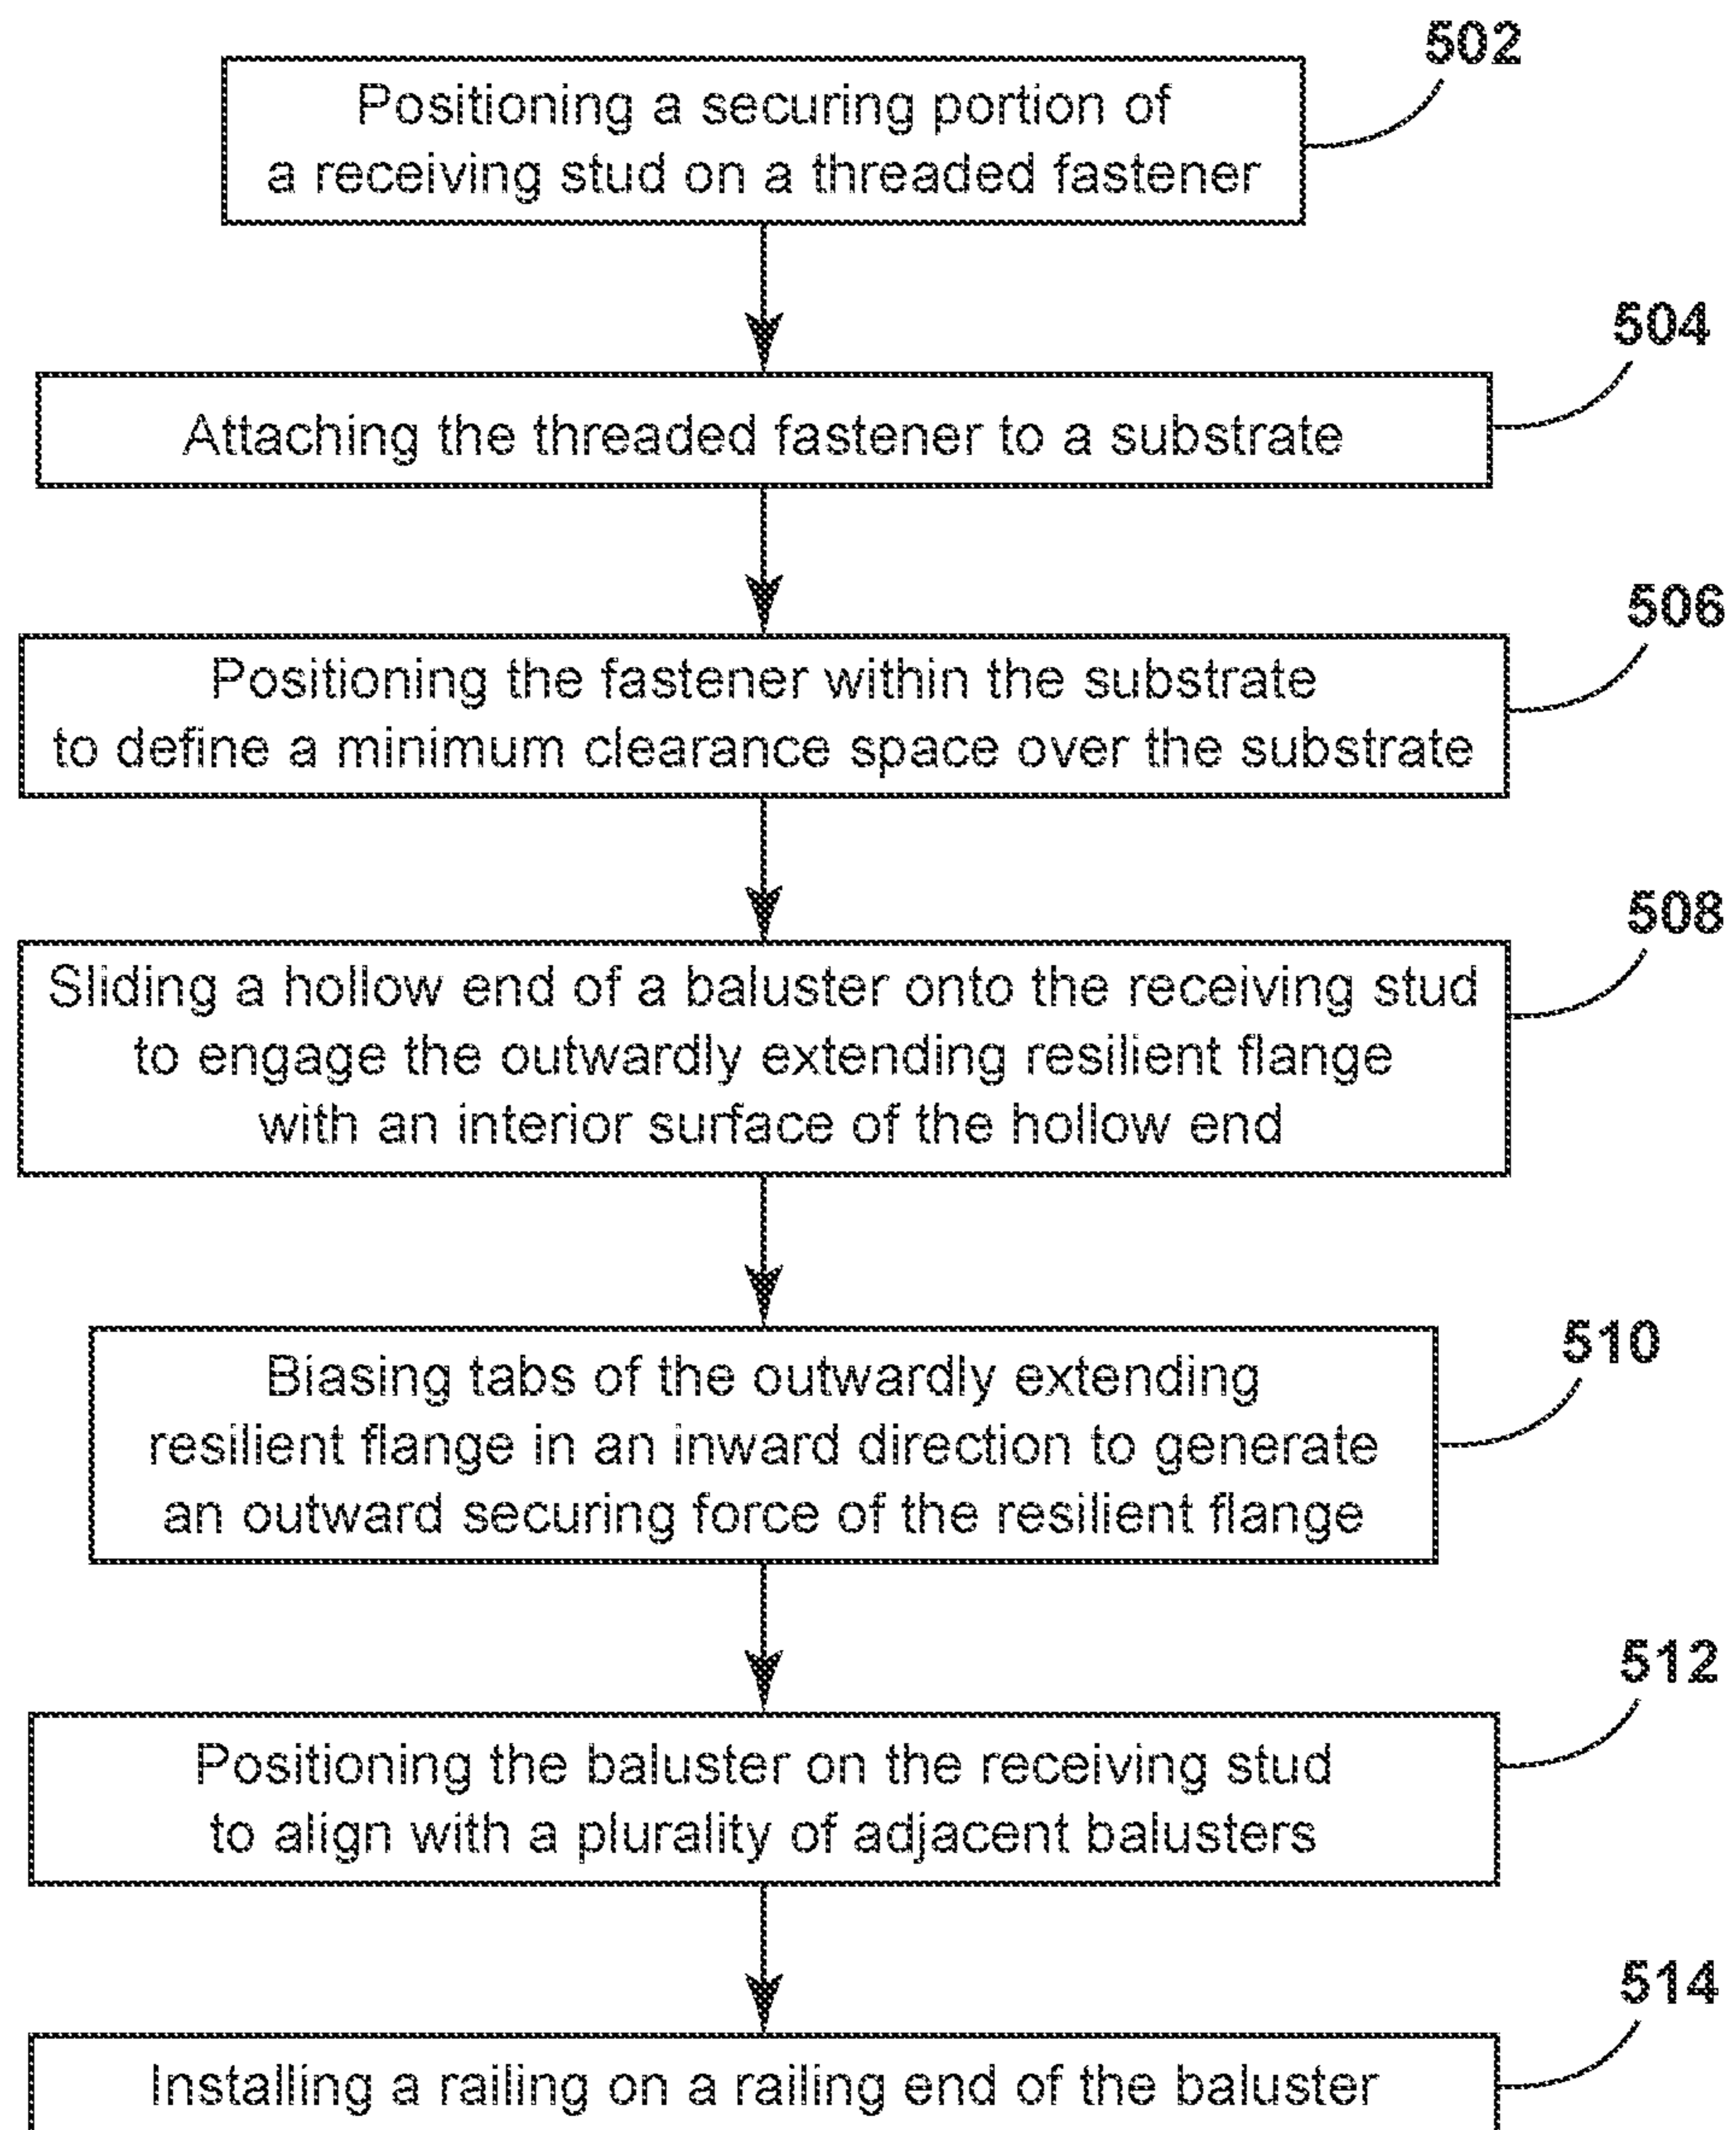 502
Positioning a securing portion of
a receiving stud on a threaded fastener
504
Attaching the threaded fastener to a substrate
506
Positioning the fastener within the substrate
to define a minimum clearance space over the substrate
508
Sliding a hollow end of a baluster onto the receiving stud
to engage the outwardly extending resilient flange
with an interior surface of the hollow end
510
Biasing tabs of the outwardly extending
resilient flange in an inward direction to generate
an outward securing force of the resilient flange
512
Positioning the baluster on the receiving stud
to align with a plurality of adjacent balusters
514
Installing a railing on a railing end of the baluster